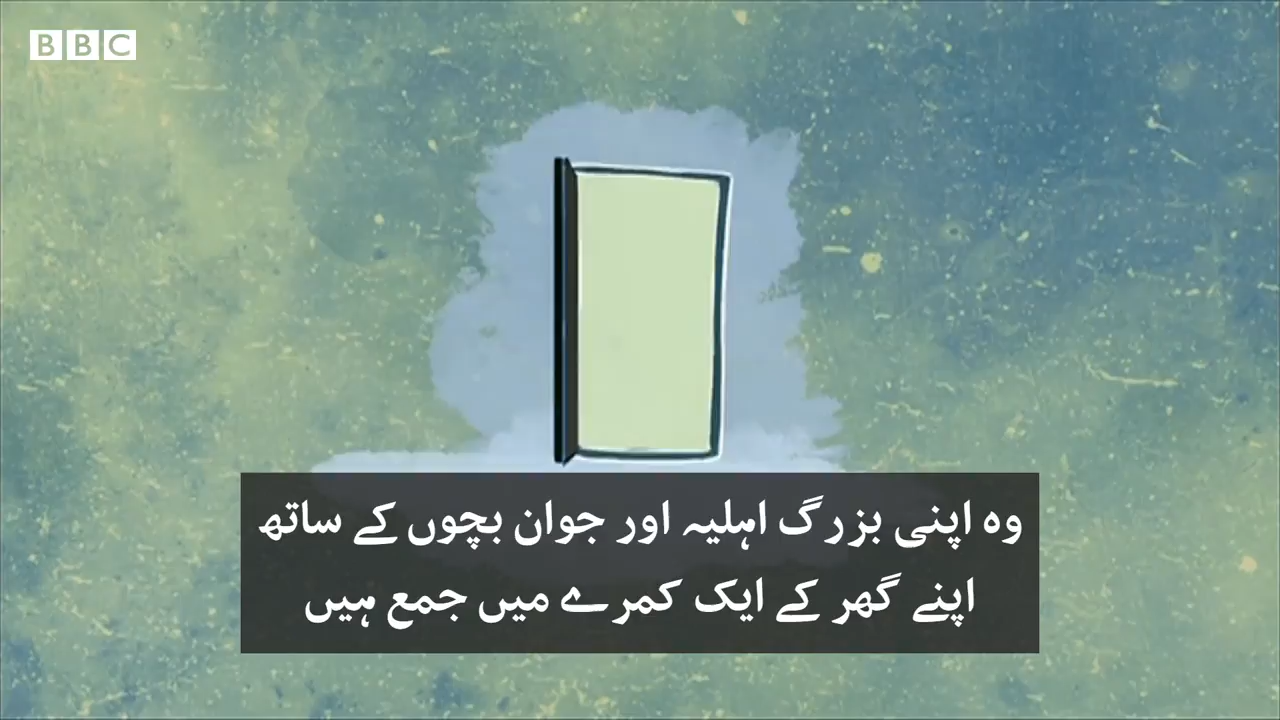 BBC
وہ اپنی بزرگ اہلیہ اور جوان بچوں کے ساتھ
اپنے گھر کے ایک کمرے میں جمع ہیں